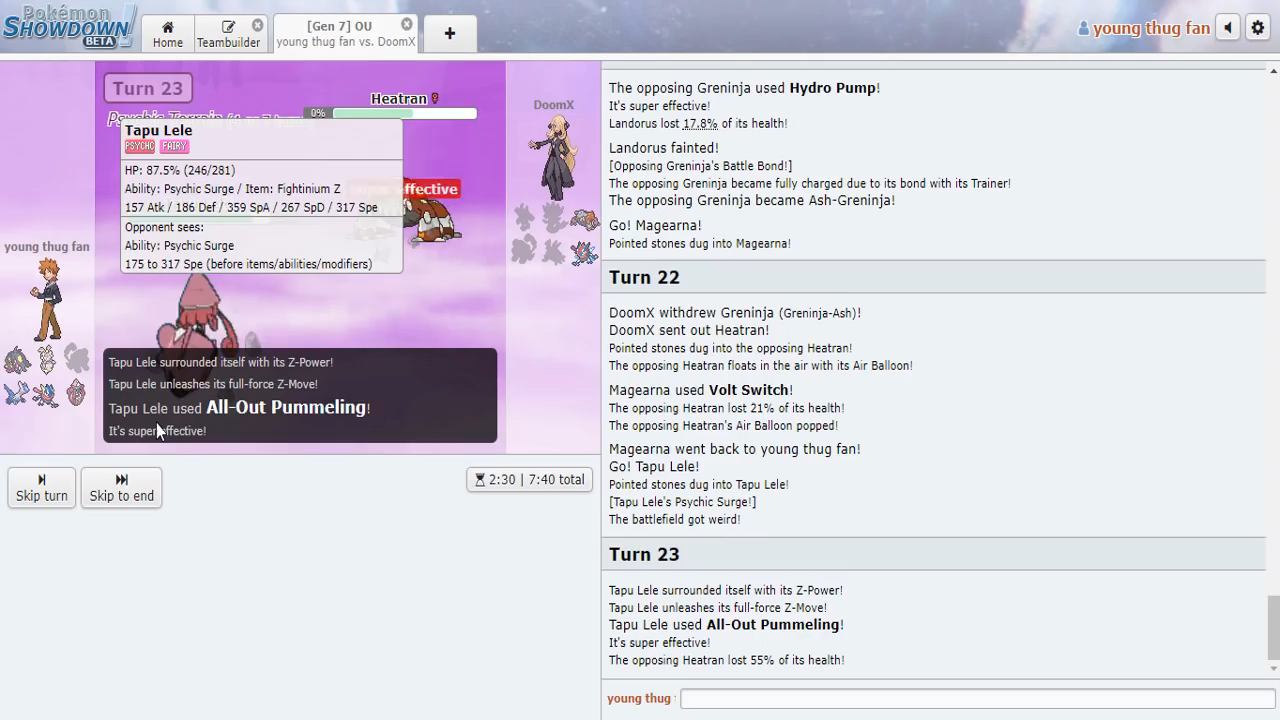 Pokémon
SHOWDOWN!
BETA
Home
Teambuilder
[Gen 7] OU
young thug fan vs. DoomX
+
young thug fan
Turn 23
Heatran
0%
Tapu Lele
PSYCHC FAIRY
HP: 87.5% (246/281)
Ability: Psychic Surge / Item: Fightinium Z
157 Atk / 186 Def / 359 SpA / 267 SpD / 317 Spe
Opponent sees:
Ability: Psychic Surge
175 to 317 Spe (before items/abilities/modifiers)
effective
DoomX
young thug fan
Tapu Lele surrounded itself with its Z-Power!
Tapu Lele unleashes its full-force Z-Move!
Tapu Lele used All-Out Pummeling!
It's super effective!
Skip turn
Skip to end
2:30 | 7:40 total
The opposing Greninja used Hydro Pump!
It's super effective!
Landorus lost 17.8% of its health!
Landorus fainted!
[Opposing Greninja's Battle Bond!]
The opposing Greninja became fully charged due to its bond with its Trainer!
The opposing Greninja became Ash-Greninja!
Go! Magearna!
Pointed stones dug into Magearna!
Turn 22
DoomX withdrew Greninja (Greninja-Ash)!
DoomX sent out Heatran!
Pointed stones dug into the opposing Heatran!
The opposing Heatran floats in the air with its Air Balloon!
Magearna used Volt Switch!
The opposing Heatran lost 21% of its health!
The opposing Heatran's Air Balloon popped!
Magearna went back to young thug fan!
Go! Tapu Lele!
Pointed stones dug into Tapu Lele!
[Tapu Lele's Psychic Surge!]
The battlefield got weird!
Turn 23
Tapu Lele surrounded itself with its Z-Power!
Tapu Lele unleashes its full-force Z-Move!
Tapu Lele used All-Out Pummeling!
It's super effective!
The opposing Heatran lost 55% of its health!
young thug :